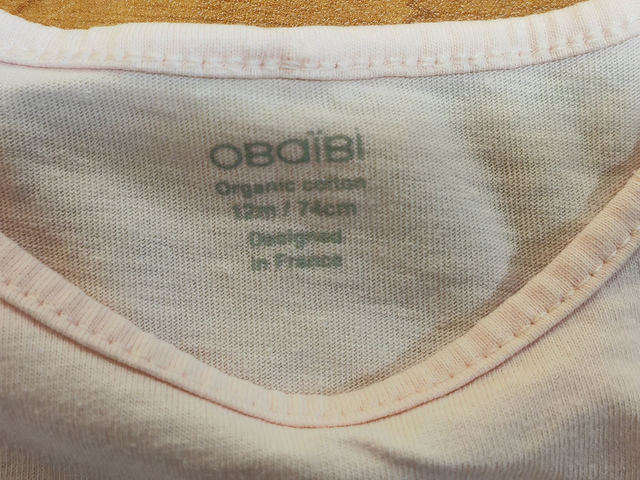 OBaïBi
Organic cotton
12m / 74cm
Designed
in France